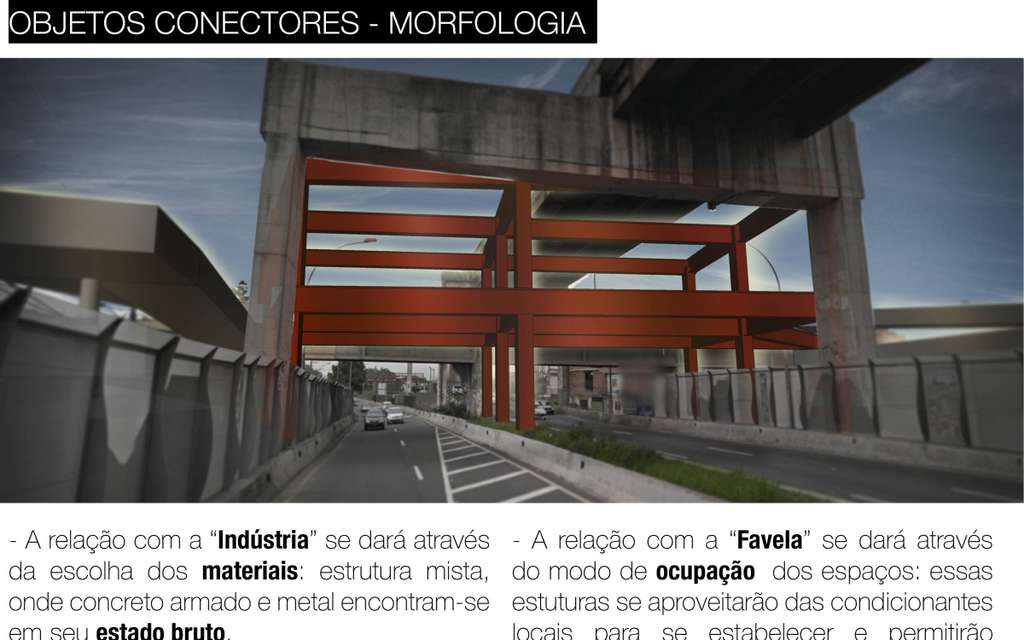 OBJETOS CONECTORES - MORFOLOGIA
- A relação com a “Indústria” se dará através
da escolha dos materiais: estrutura mista,
onde concreto armado e metal encontram-se
em seu estado bruto.
- A relação com a “Favela” se dará através
do modo de ocupação dos espaços: essas
estuturas se aproveitarão das condicionantes
locais para se estabelecer e permitirão